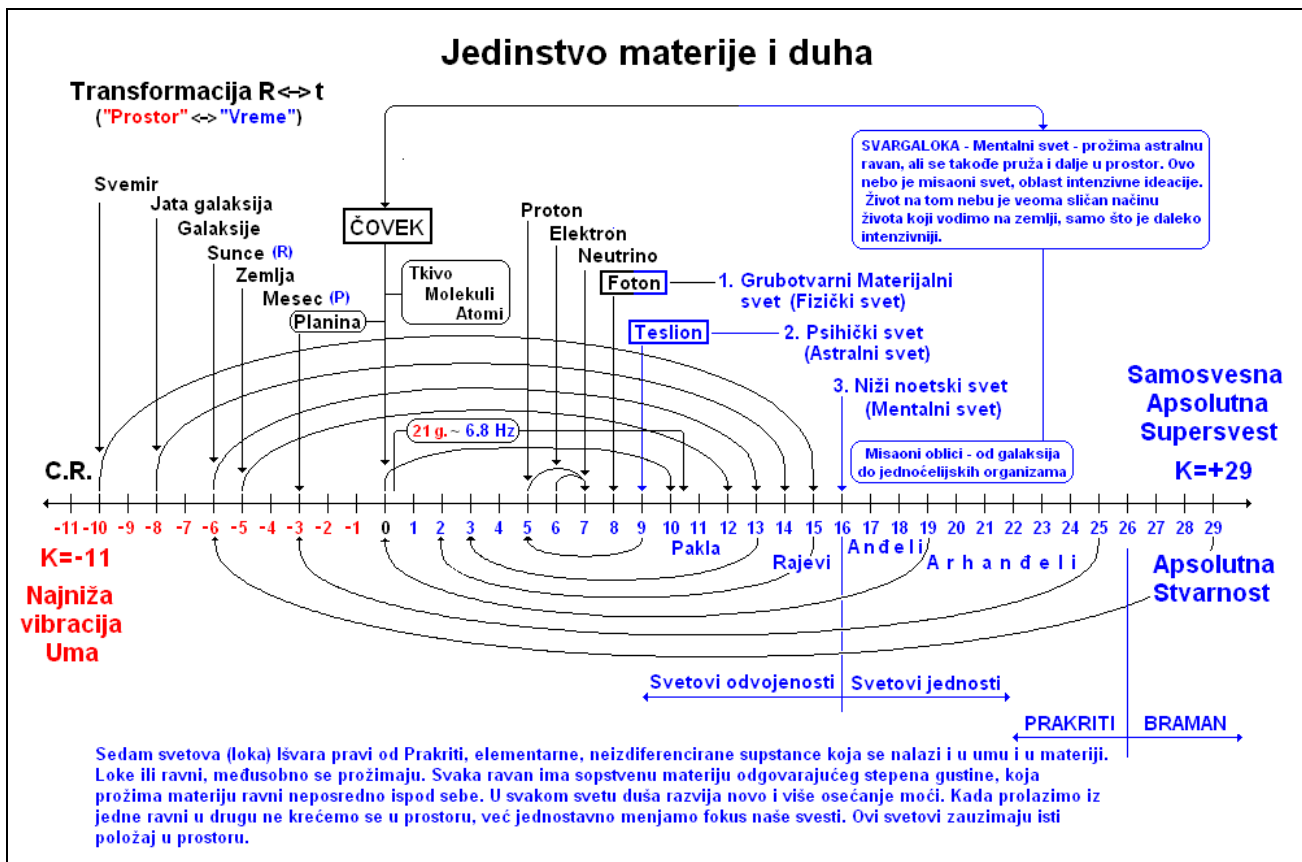 Jedinstvo materije i duha
Transformacija R<->t
("Prostor" <-> "Vreme")
SVARGALOKA - Mentalni svet - prožima astralnu
ravan, ali se takođe pruža i dalje u prostor. Ovo
nebo je misaoni svet, oblast intenzivne ideacije.
Život na tom nebu je veoma sličan načinu
života koji vodimo na zemlji, samo što je daleko
intenzivniji.
Svemir
Jata galaksija
Galaksije
Sunce (R)
Zemlja
Mesec (P)
Planina
ČOVEK
Tkivo
Molekuli
Atomi
Proton
Elektron
Neutrino
Foton
Teslion
1. Grubotvarni Materijalni
svet (Fizički svet)
2. Psihički svet
(Astralni svet)
3. Niži noetski svet
(Mentalni svet)
Samosvesna
Apsolutna
Supersvest
K=+29
21 g. ~ 6.8 Hz
Misaoni oblici - od galaksija
do jednoćelijskih organizama
C.R.
-11 -10 -9 -8 -7 -6 -5 -4 -3 -2 -1 0 1 2 3 4 5 6 7 8 9 10 11 12 13 14 15 16 17 18 19 20 21 22 23 24 25 26 27 28 29
K=-11
Najniža
vibracija
Uma
Pakla
Rajevi
Anđeli
Arhanđeli
Apsolutna
Stvarnost
Svetovi odvojenosti
Svetovi jednosti
PRAKRITI
BRAMAN
Sedam svetova (loka) Išvara pravi od Prakriti, elementarne, neizdiferencirane supstance koja se nalazi i u umu i u materiji.
Loke ili ravni, međusobno se prožimaju. Svaka ravan ima sopstvenu materiju odgovarajućeg stepena gustine, koja
prožima materiju ravni neposredno ispod sebe. U svakom svetu duša razvija novo i više osećanje moći. Kada prolazimo iz
jedne ravni u drugu ne krećemo se u prostoru, već jednostavno menjamo fokus naše svesti. Ovi svetovi zauzimaju isti
položaj u prostoru.